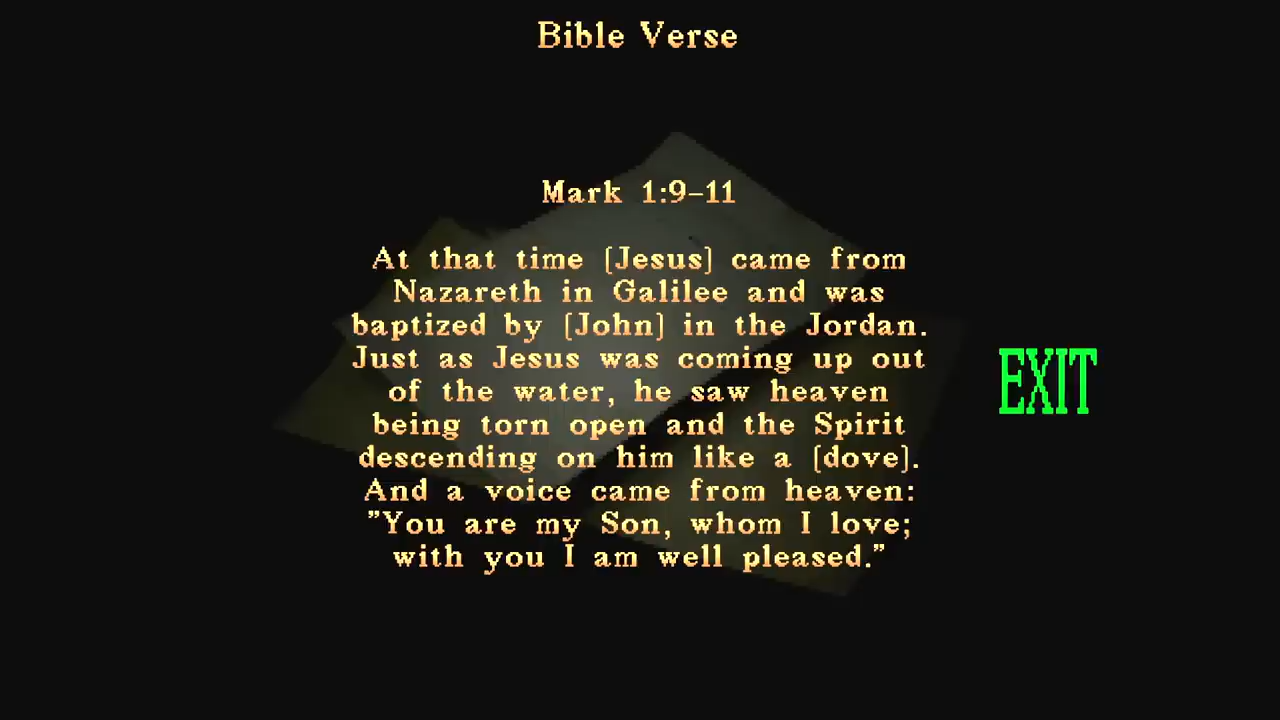 Bible Verse
Mark 1:9-11
At that time [Jesus] came from
Nazareth in Galilee and was
baptized by [John] in the Jordan.
Just as Jesus was coming up out
of the water, he saw heaven
being torn open and the Spirit
descending on him like a [dove].
And a voice came from heaven:
"You are my Son, whom I love;
with you I am well pleased."
EXIT